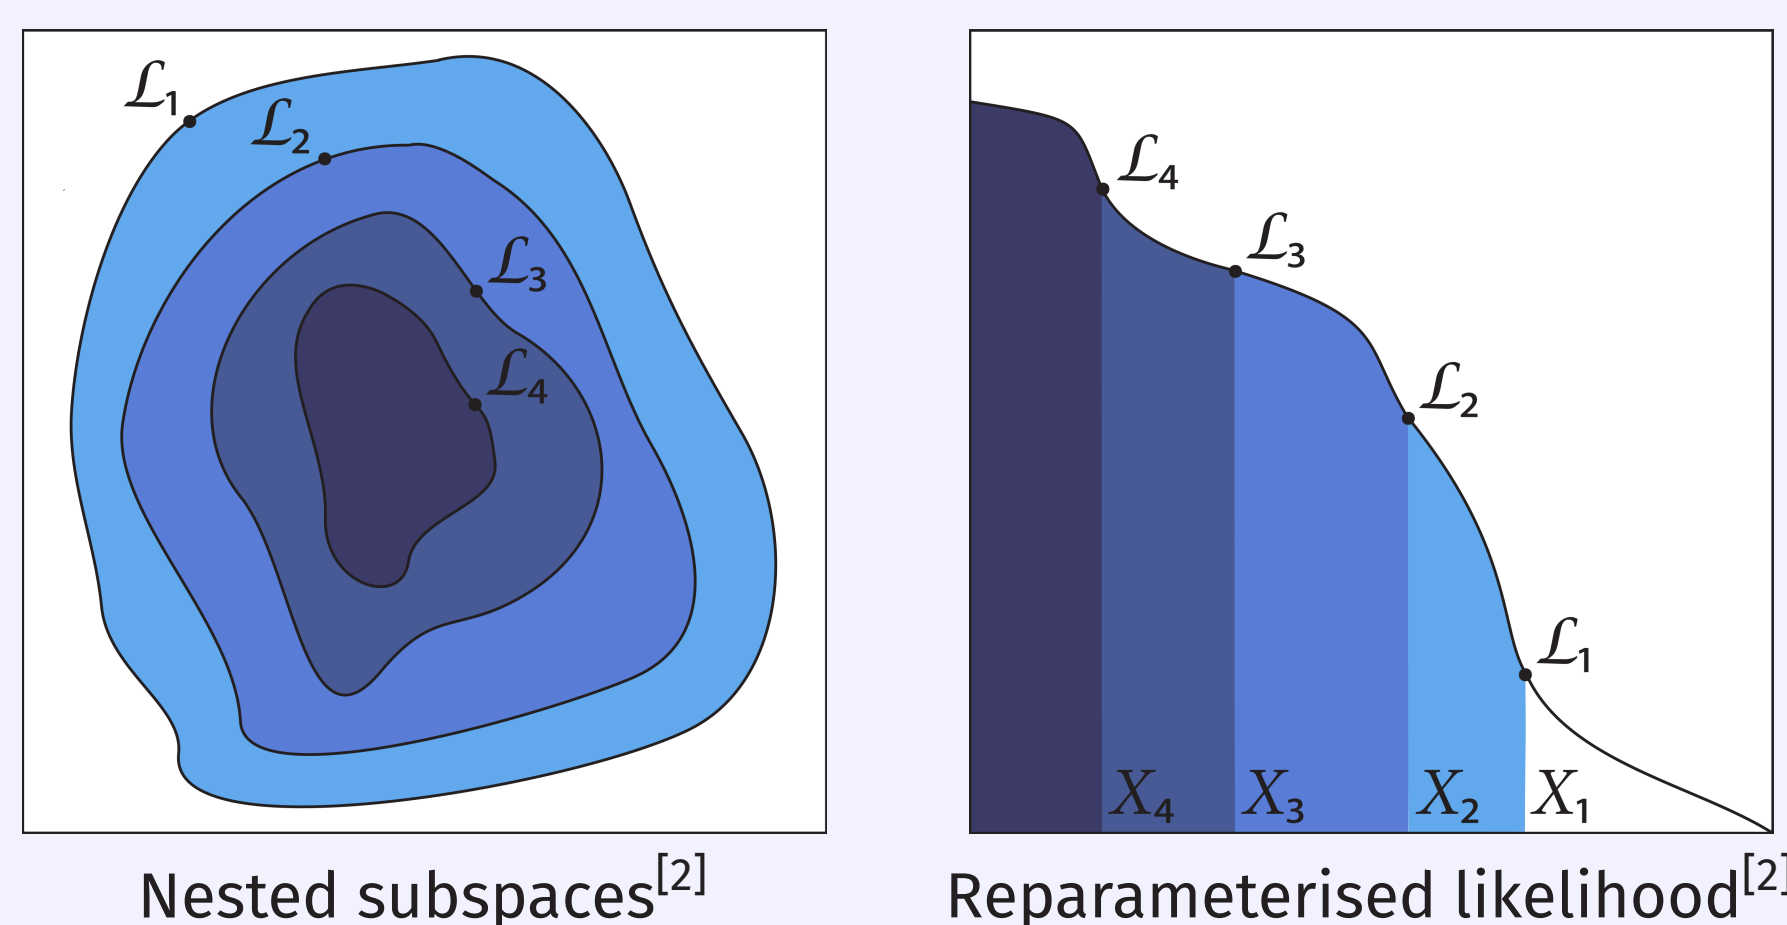 ℒ₁
ℒ₂
ℒ₃
ℒ₄
Nested subspaces[2]
ℒ₄
ℒ₃
ℒ₂
ℒ₁
X₄ X₃ X₂ X₁
Reparameterised likelihood[2]